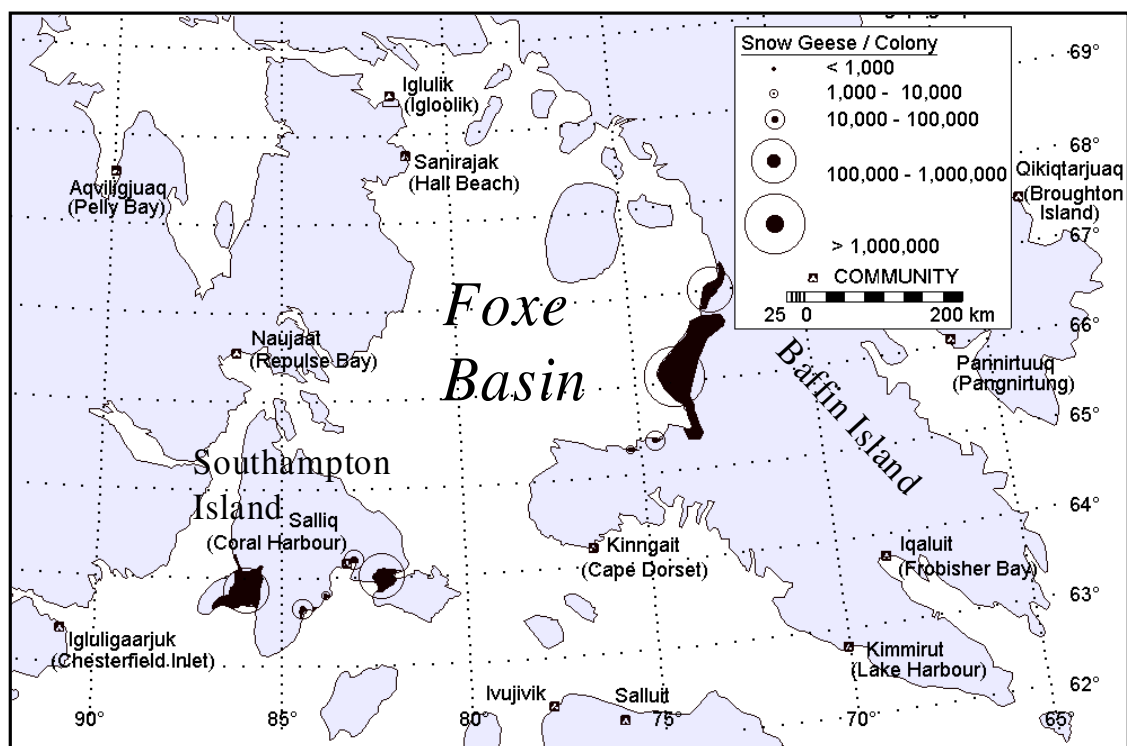 Snow Geese / Colony
< 1,000
1,000 - 10,000
10,000 - 100,000
100,000 - 1,000,000
> 1,000,000
COMMUNITY
25 0 200 km
69°
68°
67°
66°
65°
64°
63°
62°
Iglulik
(Igloolik)
Sanirajak
(Hall Beach)
Aqviligjuaq
(Pelly Bay)
Qikiqtarjuaq
(Broughton
Island)
Foxe
Basin
Naujaat
(Repulse Bay)
Pannirtuuq
(Pangnirtung)
Baffin Island
Southampton
Island
Salliq
(Coral Harbour)
Kinngait
(Cape Dorset)
Iqaluit
(Frobisher Bay)
Igluligaarjuk
(Chesterfield Inlet)
Kimmirut
(Lake Harbour)
Ivujivik
Salluit
90° 85° 80° 75° 70° 65°